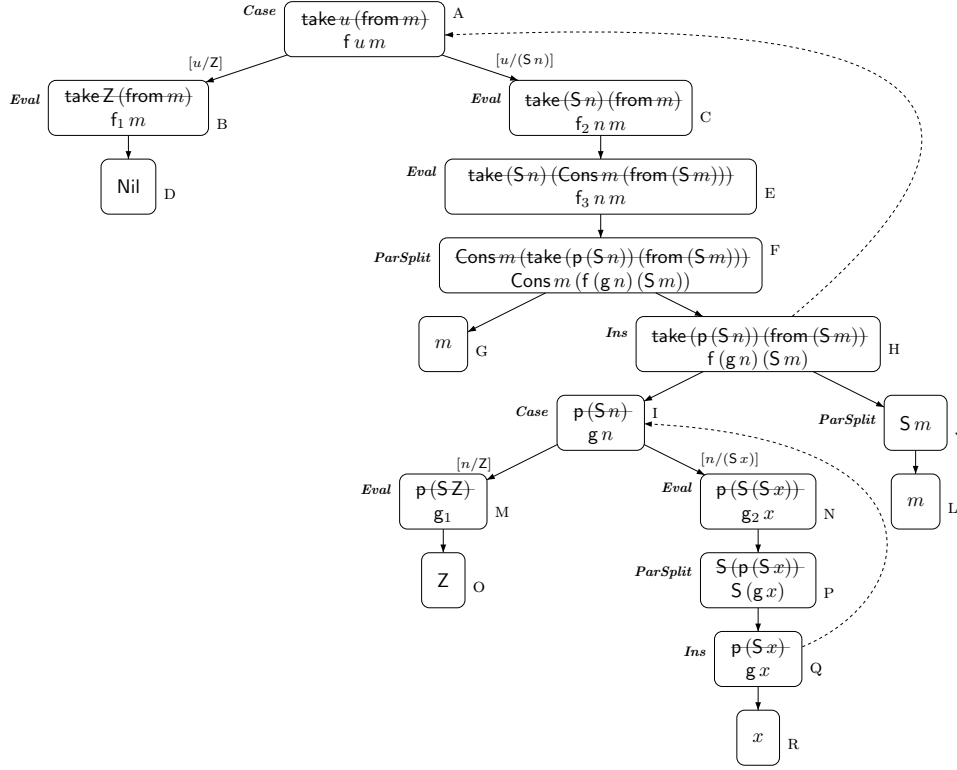 Case
A
take u (from m)
f u m
[u/Z]
[u/(S n)]
Eval
take Z (from m)
f₁ m
B
Eval
take (S n) (from m)
f₂ n m
C
Nil
D
Eval
take (S n) (Cons m (from (S m)))
f₃ n m
E
ParSplit
Cons m (take (p (S n)) (from (S m)))
Cons m (f (g n) (S m))
F
m
G
Ins
take (p (S n)) (from (S m))
f (g n) (S m)
H
Case
p (S n)
g n
I
ParSplit
S m
[n/Z]
[n/(S x)]
Eval
p (S Z)
g₁
M
Eval
p (S (S x))
g₂ x
N
m
L
Z
O
ParSplit
S (p (S x))
S (g x)
P
Ins
p (S x)
g x
Q
x
R